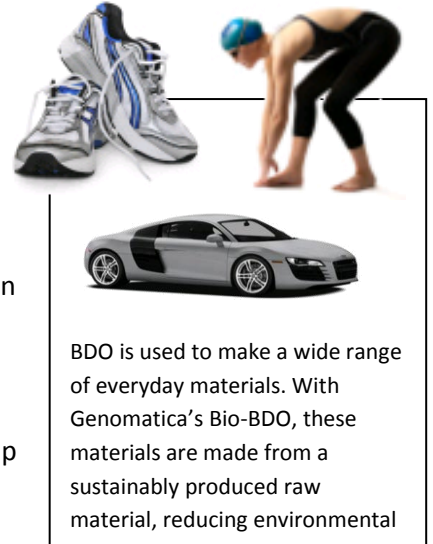 n
p
BDO is used to make a wide range
of everyday materials. With
Genomatica's Bio-BDO, these
materials are made from a
sustainably produced raw
material, reducing environmental